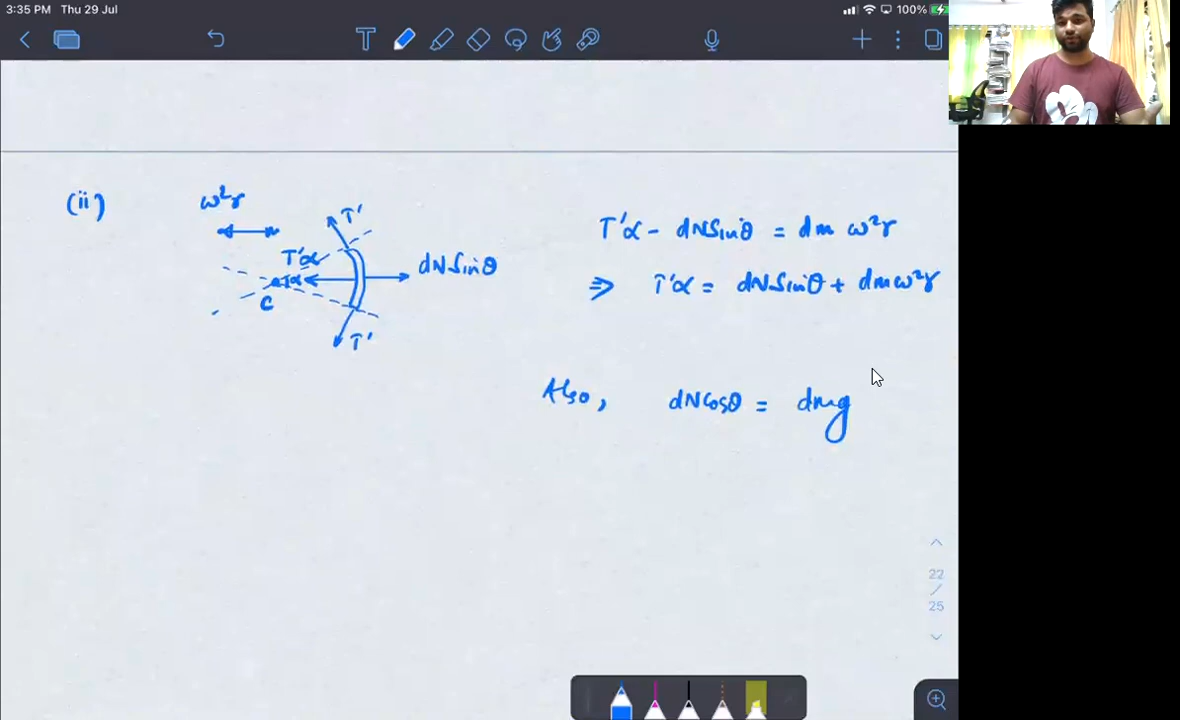 3:35 PM Thu 29 Jul
100%
(ii)
ω²r
T'
T'α
α
C
dN Sinθ
T'
T'α - dN Sinθ = dm ω²r
⇒ T'α = dN Sinθ + dm ω²r
Also, dN Cosθ = dmg
22
/
25